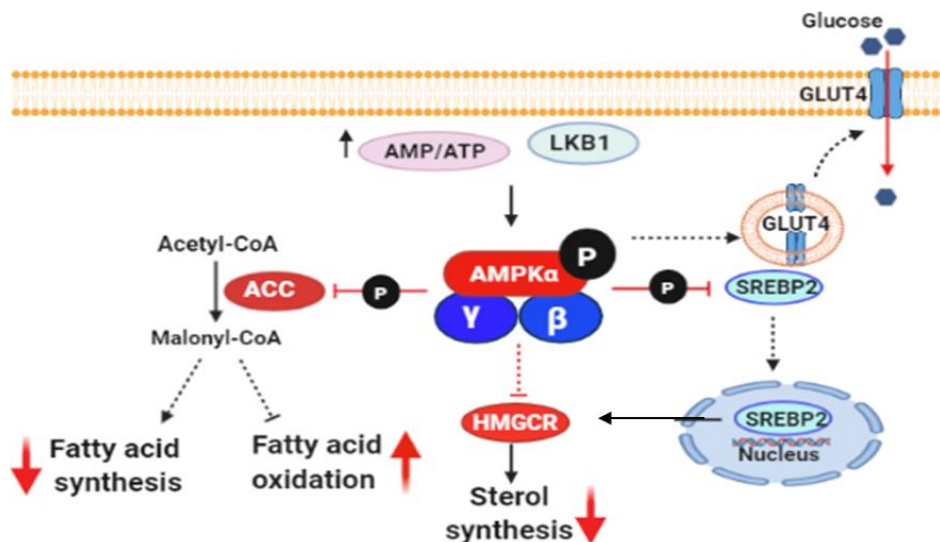 Glucose
GLUT4
AMP/ATP
LKB1
GLUT4
Acetyl-CoA
P
AMPKα
ACC
P
P
SREBP2
γ
β
Malonyl-CoA
HMGCR
SREBP2
Nucleus
Fatty acid
synthesis
Fatty acid
oxidation
Sterol
synthesis